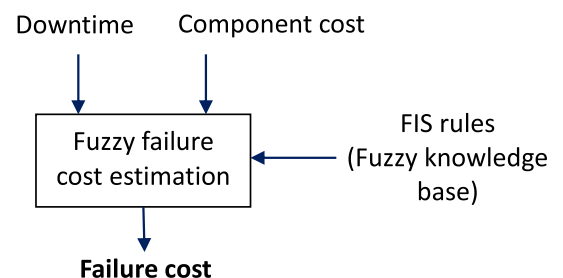 Downtime
Component cost
Fuzzy failure
cost estimation
FIS rules
(Fuzzy knowledge
base)
Failure cost